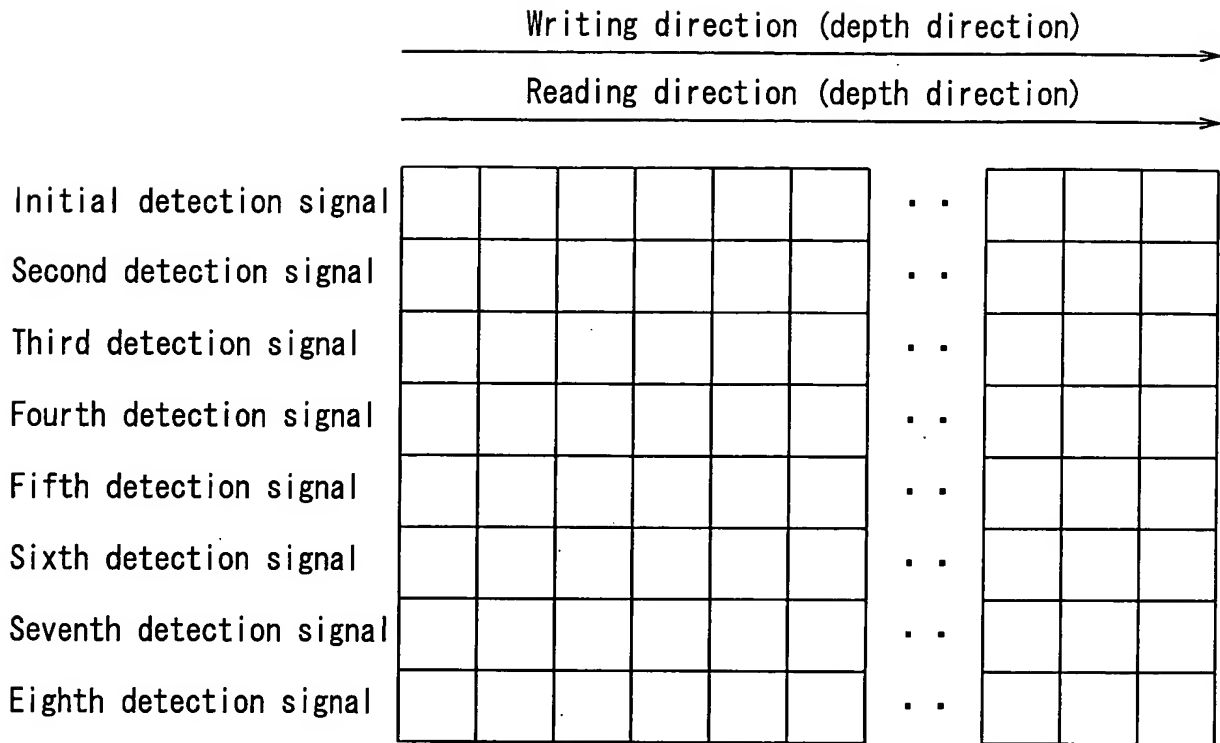 Writing direction (depth direction)
Reading direction (depth direction)
Initial detection signal
Second detection signal
Third detection signal
Fourth detection signal
Fifth detection signal
Sixth detection signal
Seventh detection signal
Eighth detection signal